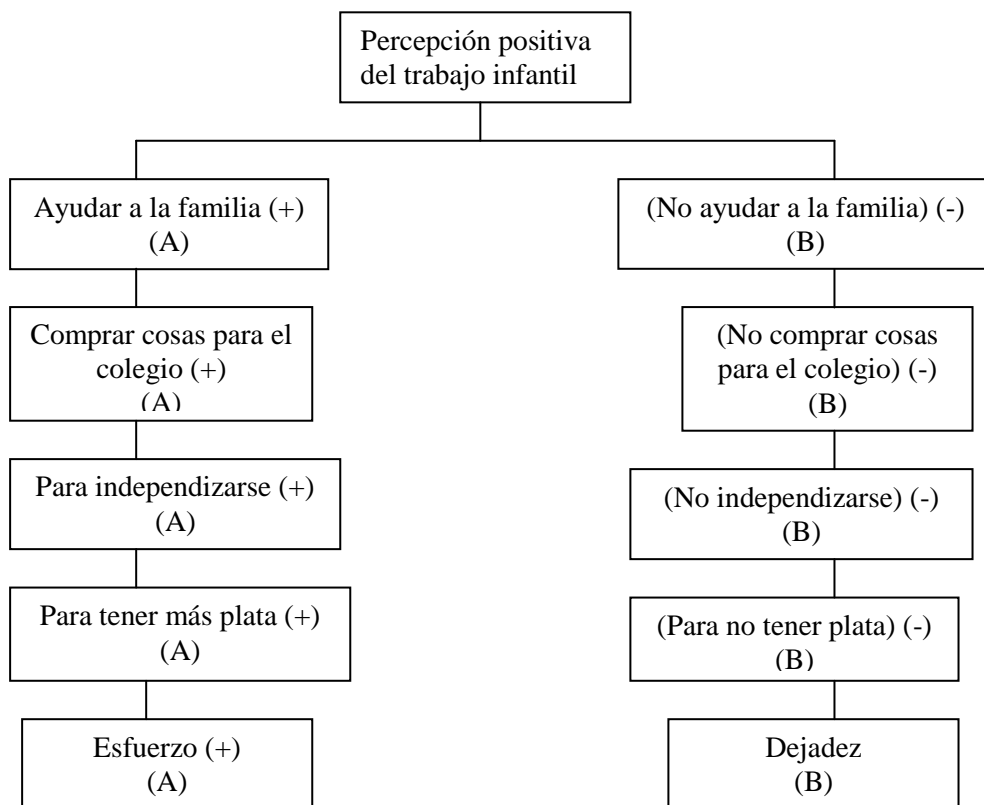 Percepción positiva
del trabajo infantil
Ayudar a la familia (+)
(A)
(No ayudar a la familia) (-)
(B)
Comprar cosas para el
colegio (+)
(A)
(No comprar cosas
para el colegio) (-)
(B)
Para independizarse (+)
(A)
(No independizarse) (-)
(B)
Para tener más plata (+)
(A)
(Para no tener plata) (-)
(B)
Esfuerzo (+)
(A)
Dejadez
(B)